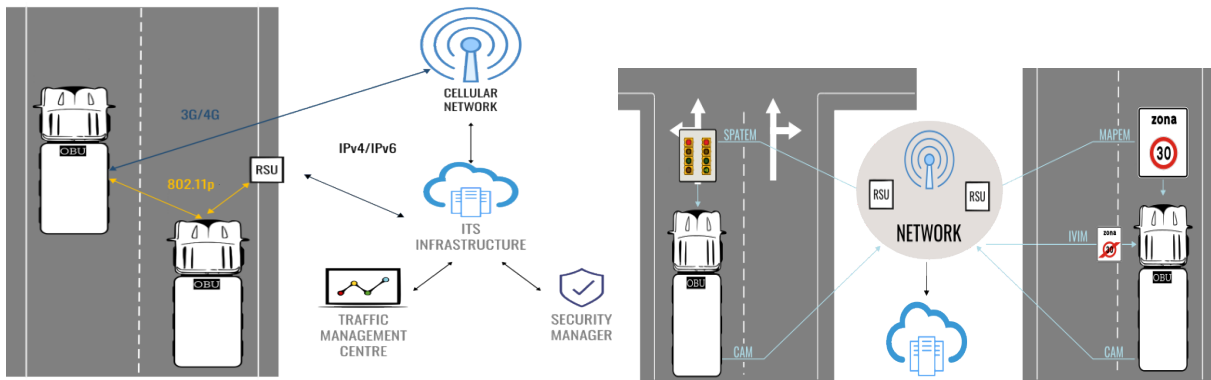 CELLULAR
NETWORK
3G/4G
OBU
IPv4/IPv6
802.11p
RSU
OBU
ITS
INFRASTRUCTURE
TRAFFIC
MANAGEMENT
CENTRE
SECURITY
MANAGER
SPATEM
RSU
RSU
NETWORK
OBU
CAM
MAPEM
zona
30
IVIM
zona
30
OBU
CAM